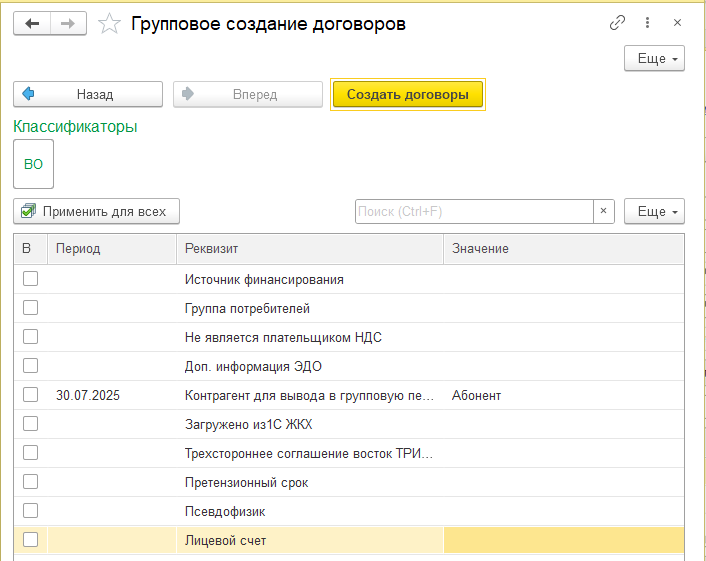 Групповое создание договоров
Еще
Назад
Вперед
Создать договоры
Классификаторы
ВО
Применить для всех
Поиск (Ctrl+F)
×
Еще
В Период Реквизит Значение
Источник финансирования
Группа потребителей
Не является плательщиком НДС
Доп. информация ЭДО
30.07.2025 Контрагент для вывода в групповую пе... Абонент
Загружено из1С ЖКХ
Трехстороннее соглашение восток ТРИ...
Претензионный срок
Псевдофизик
Лицевой счет